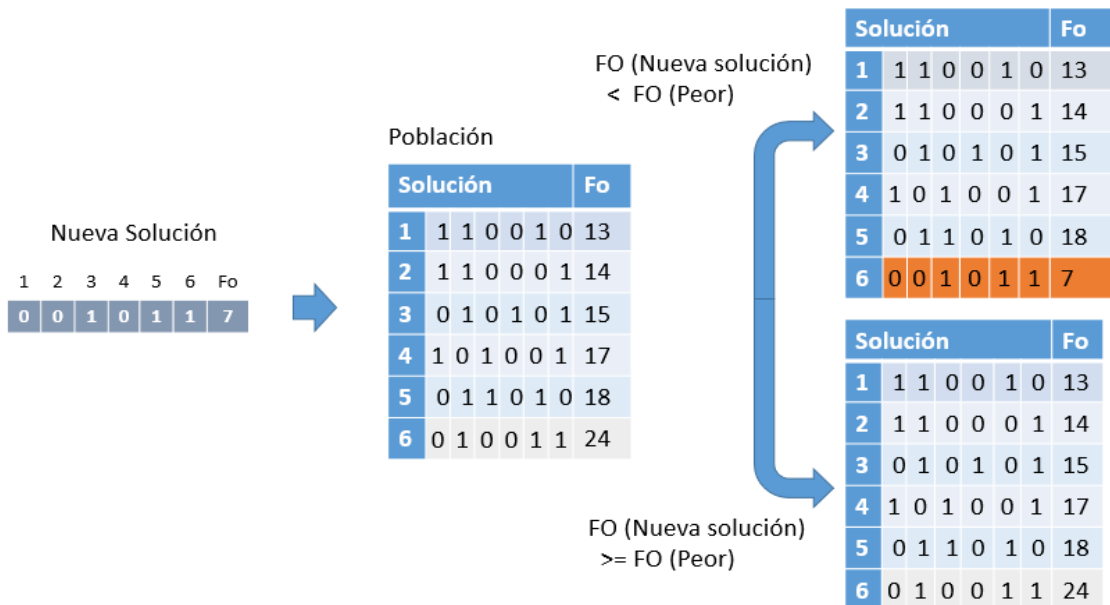 Nueva Solución
1 2 3 4 5 6 Fo
0 0 1 0 1 1 7
Población
Solución Fo
1 1 1 0 0 1 0 13
2 1 1 0 0 0 1 14
3 0 1 0 1 0 1 15
4 1 0 1 0 0 1 17
5 0 1 1 0 1 0 18
6 0 1 0 0 1 1 24
FO (Nueva solución)
< FO (Peor)
Solución Fo
1 1 1 0 0 1 0 13
2 1 1 0 0 0 1 14
3 0 1 0 1 0 1 15
4 1 0 1 0 0 1 17
5 0 1 1 0 1 0 18
6 0 0 1 0 1 1 7
FO (Nueva solución)
>= FO (Peor)
Solución Fo
1 1 1 0 0 1 0 13
2 1 1 0 0 0 1 14
3 0 1 0 1 0 1 15
4 1 0 1 0 0 1 17
5 0 1 1 0 1 0 18
6 0 1 0 0 1 1 24